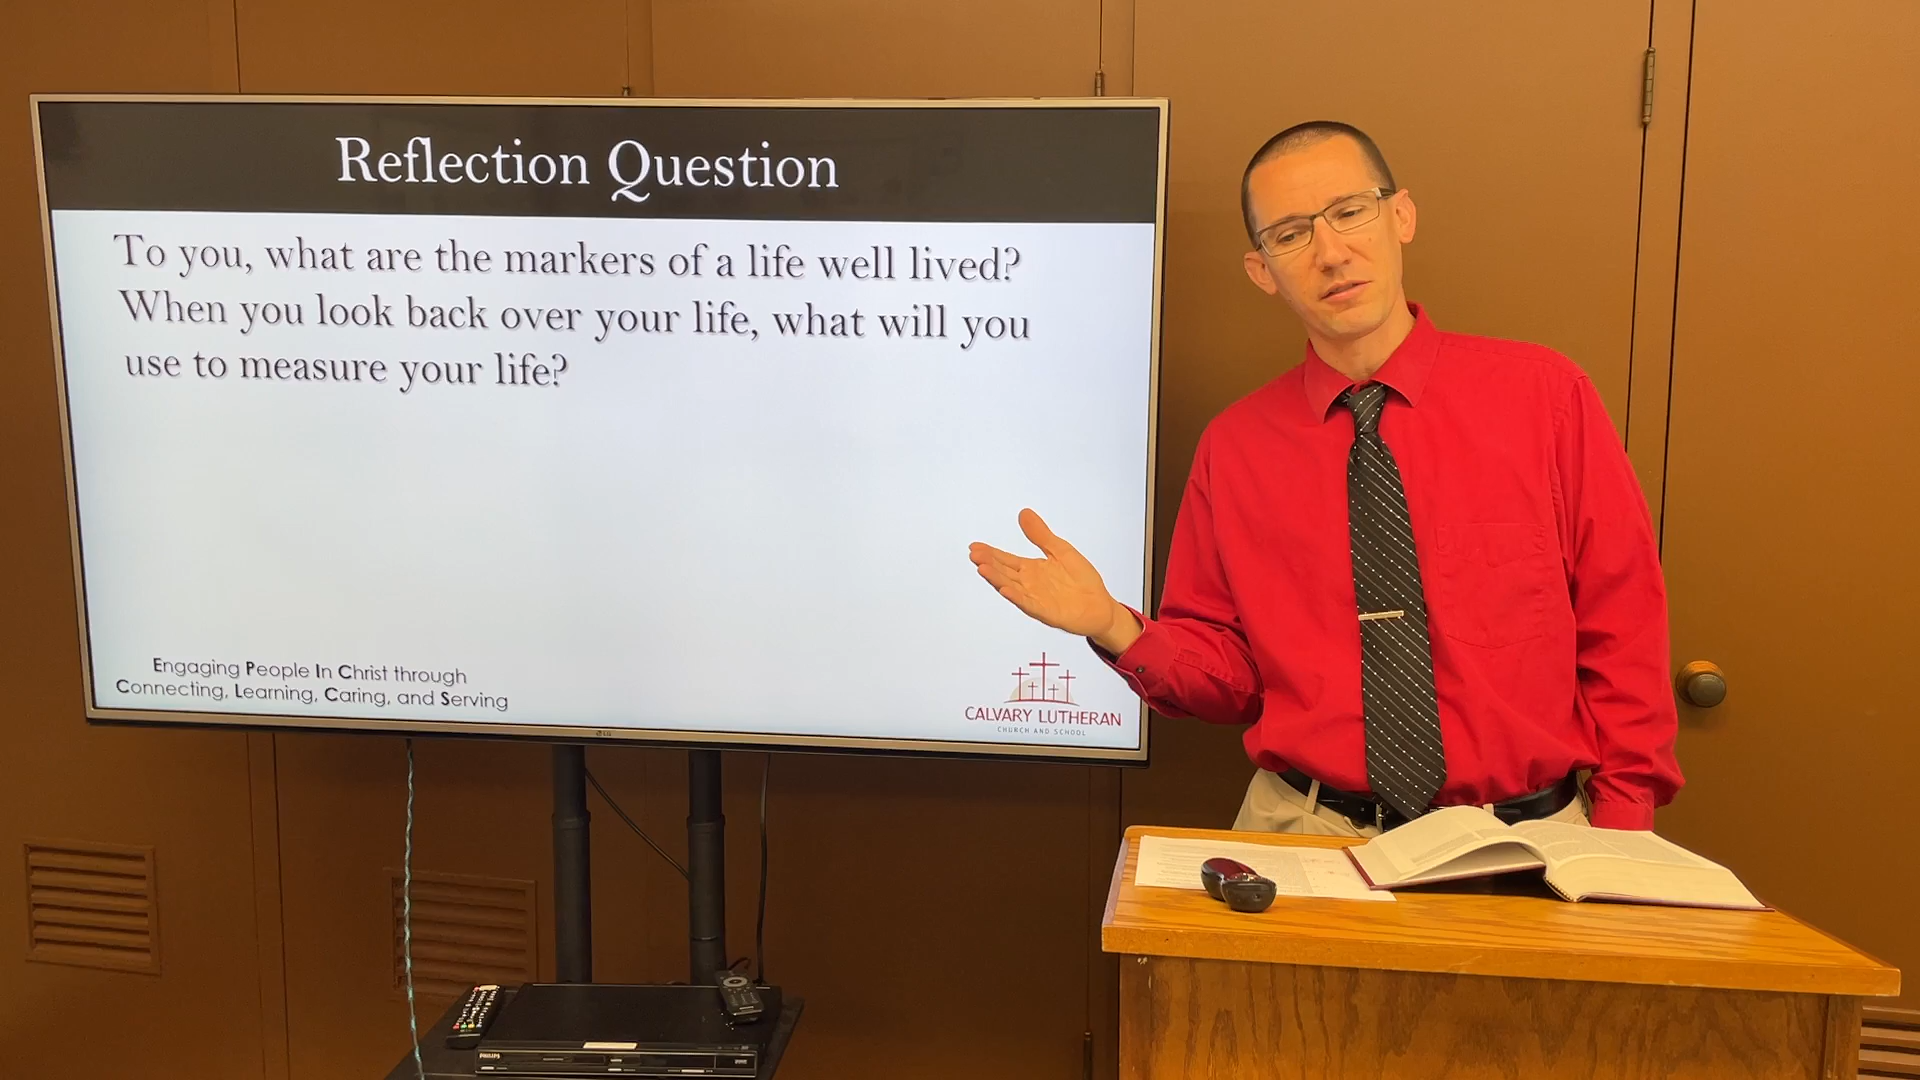 Reflection Question
To you, what are the markers of a life well lived?
When you look back over your life, what will you
use to measure your life?
Engaging People In Christ through
Connecting, Learning, Caring, and Serving
CALVARY LUTHERAN
CHURCH AND SCHOOL
LG
PHILIPS